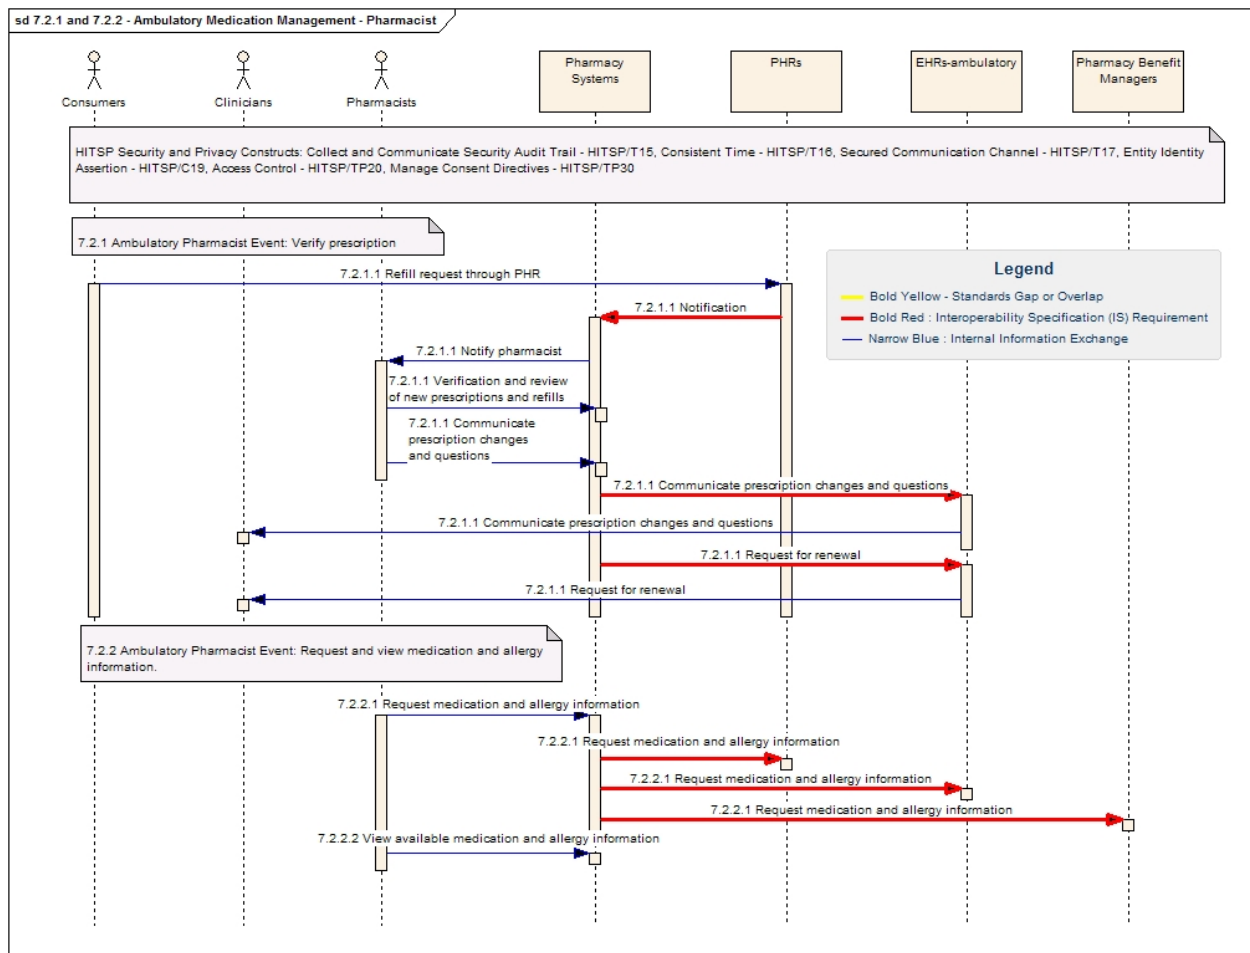 sd 7.2.1 and 7.2.2 - Ambulatory Medication Management - Pharmacist
Consumers
Clinicians
Pharmacists
Pharmacy
Systems
PHRs
EHRs-ambulatory
Pharmacy Benefit
Managers
HITSP Security and Privacy Constructs: Collect and Communicate Security Audit Trail - HITSP/T15, Consistent Time - HITSP/T16, Secured Communication Channel - HITSP/T17, Entity Identity
Assertion - HITSP/C19, Access Control - HITSP/TP20, Manage Consent Directives - HITSP/TP30
7.2.1 Ambulatory Pharmacist Event: Verify prescription
7.2.1.1 Refill request through PHR
Legend
Bold Yellow - Standards Gap or Overlap
Bold Red : Interoperability Specification (IS) Requirement
Narrow Blue : Internal Information Exchange
7.2.1.1 Notification
7.2.1.1 Notify pharmacist
7.2.1.1 Verification and review
of new prescriptions and refills
7.2.1.1 Communicate
prescription changes
and questions
7.2.1.1 Communicate prescription changes and questions
7.2.1.1 Communicate prescription changes and questions
7.2.1.1 Request for renewal
7.2.1.1 Request for renewal
7.2.2 Ambulatory Pharmacist Event: Request and view medication and allergy
information.
7.2.2.1 Request medication and allergy information
7.2.2.1 Request medication and allergy information
7.2.2.1 Request medication and allergy information
7.2.2.1 Request medication and allergy information
7.2.2.2 View available medication and allergy information